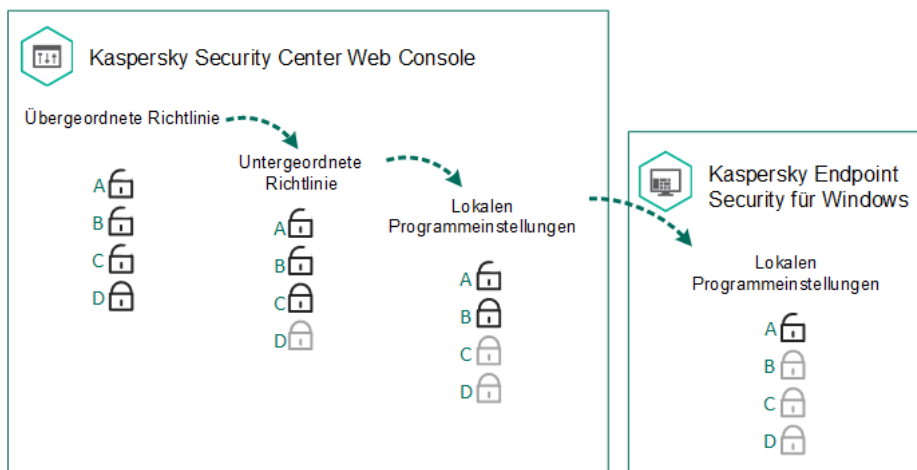 Kaspersky Security Center Web Console
Übergeordnete Richtlinie
A
B
C
D
Untergeordnete
Richtlinie
A
B
C
D
Lokalen
Programmeinstellungen
A
B
C
D
Kaspersky Endpoint
Security für Windows
Lokalen
Programmeinstellungen
A
B
C
D